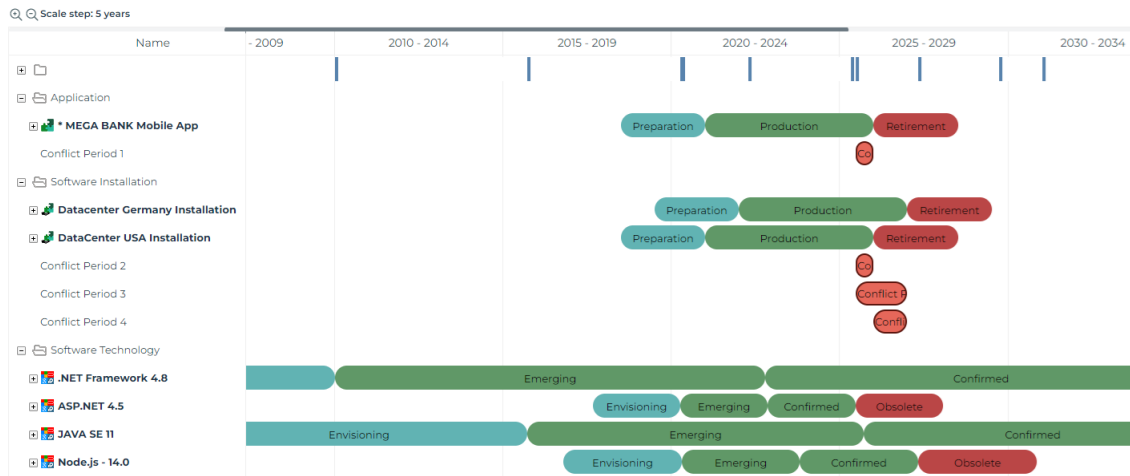 Scale step: 5 years
Name - 2009 2010 - 2014 2015 - 2019 2020 - 2024 2025 - 2029 2030 - 2034
Application
* MEGA BANK Mobile App Preparation Production Retirement
Conflict Period 1 Co
Software Installation
Datacenter Germany Installation Preparation Production Retirement
DataCenter USA Installation Preparation Production Retirement
Conflict Period 2 Co
Conflict Period 3 Conflict P
Conflict Period 4 Confli
Software Technology
.NET Framework 4.8 Emerging Confirmed
ASP.NET 4.5 Envisioning Emerging Confirmed Obsolete
JAVA SE 11 Envisioning Emerging Confirmed
Node.js - 14.0 Envisioning Emerging Confirmed Obsolete